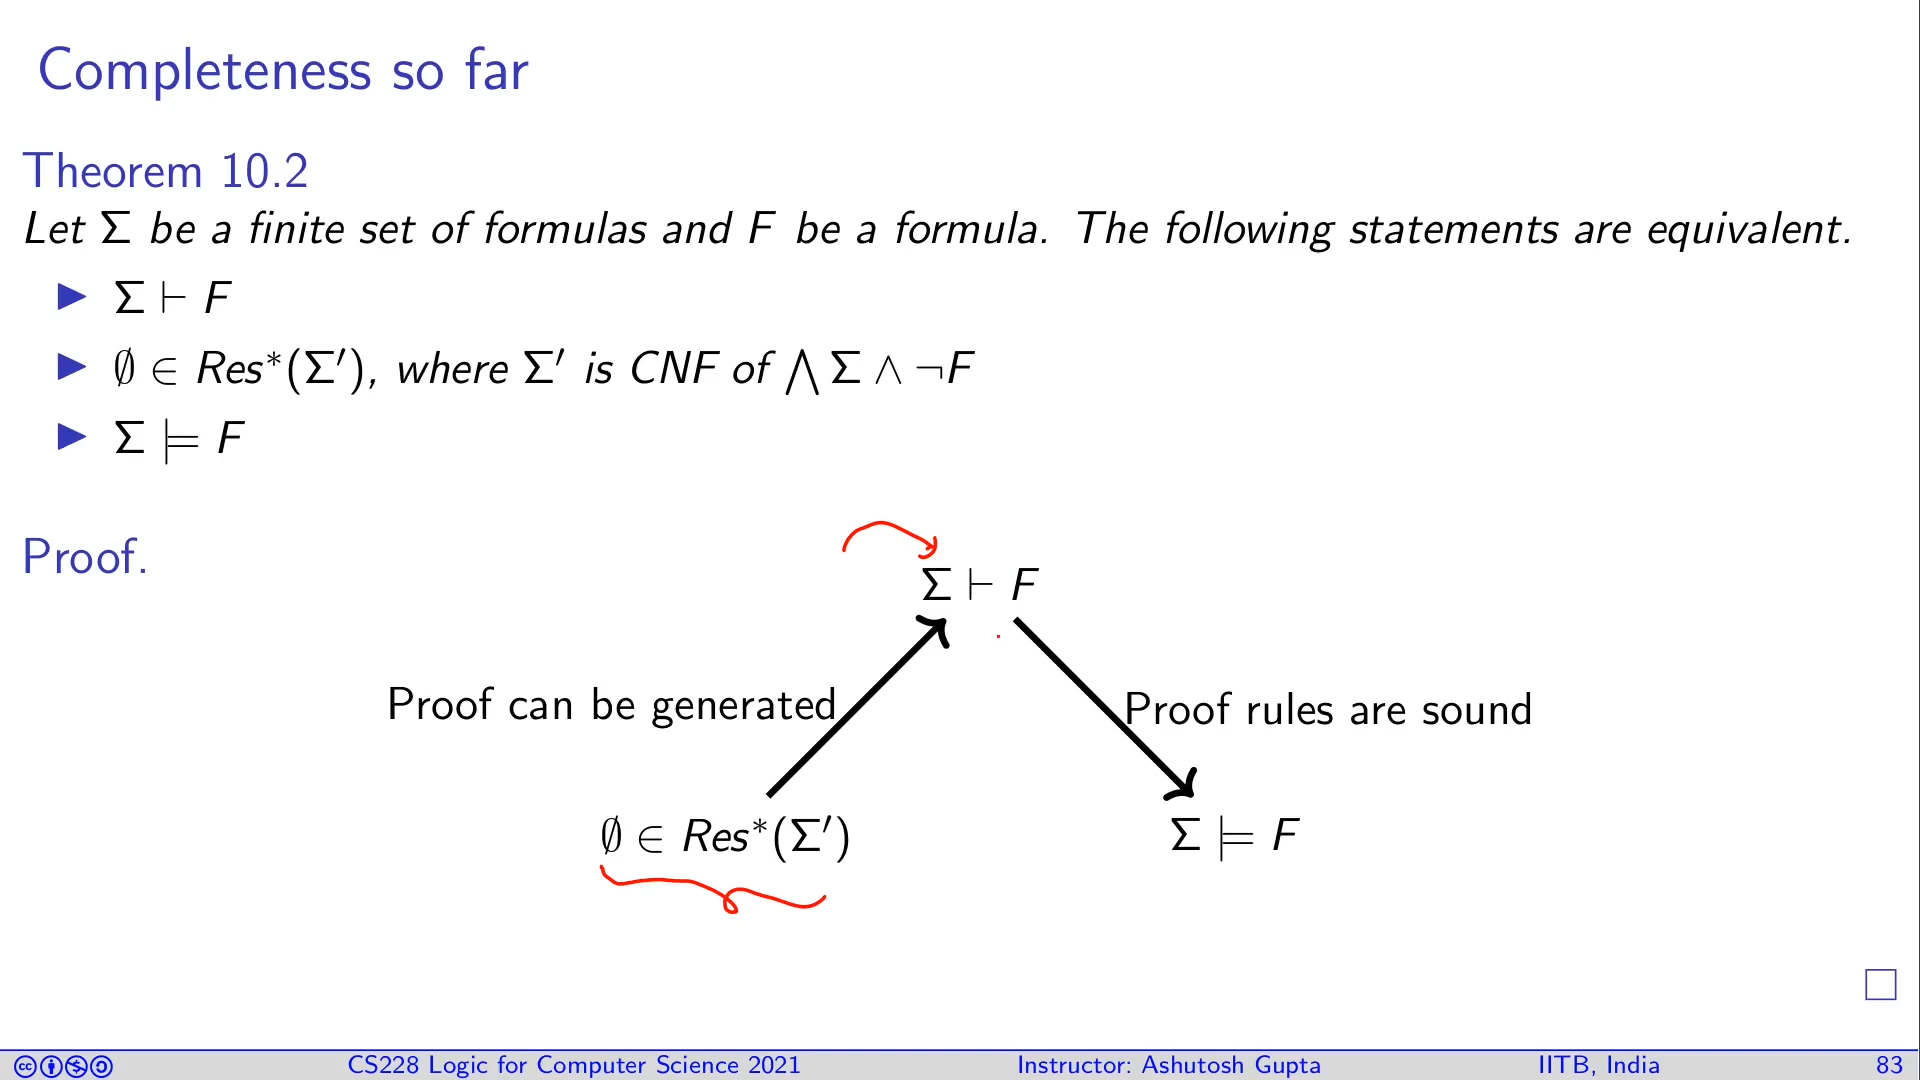 Completeness so far
Theorem 10.2
Let Σ be a finite set of formulas and F be a formula. The following statements are equivalent.
▶ Σ ⊢ F
▶ ∅ ∈ Res*(Σ′), where Σ′ is CNF of ⋀ Σ ∧ ¬F
▶ Σ ⊨ F
Proof.
Σ ⊢ F
Proof can be generated
Proof rules are sound
∅ ∈ Res*(Σ′)
Σ ⊨ F
□
CS228 Logic for Computer Science 2021 Instructor: Ashutosh Gupta IITB, India 83